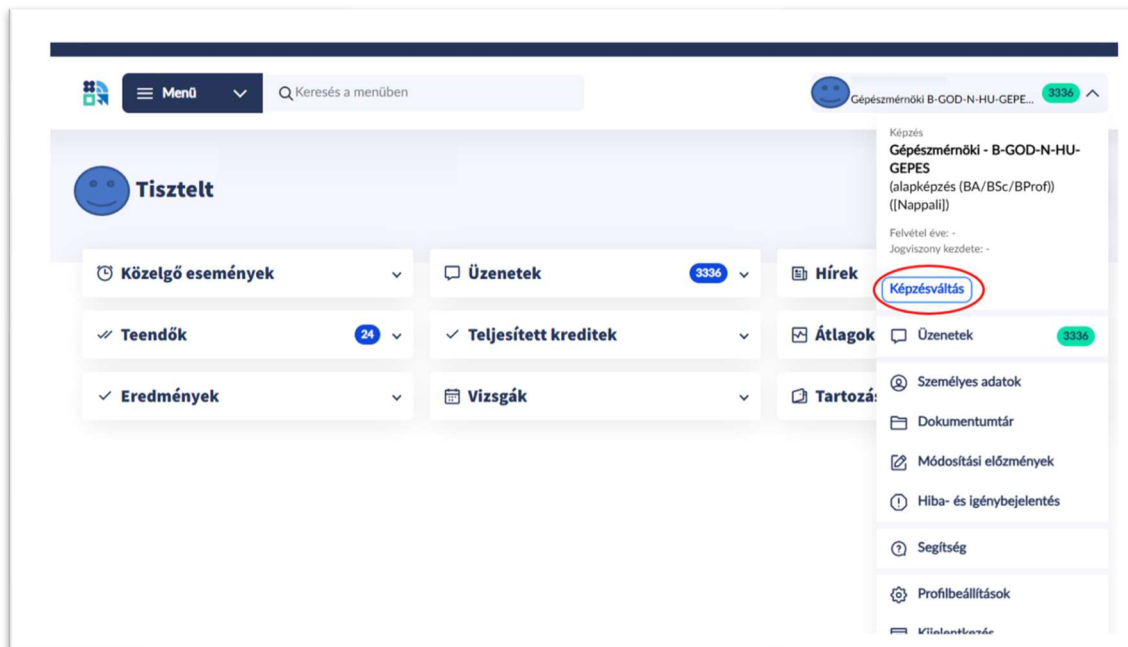 Menü
Keresés a menüben
Gépészmérnöki B-GOD-N-HU-GEPE...
3336
Képzés
Gépészmérnöki - B-GOD-N-HU-
GEPES
(alapképzés (BA/BSc/BProf))
([Nappali])
Felvétel éve: -
Jogviszony kezdete: -
Képzésváltás
Tisztelt
Közelgő események
Üzenetek
3336
Hírek
Teendők
24
Teljesített kreditek
Átlagok
Üzenetek
3336
Eredmények
Vizsgák
Tartozás
Személyes adatok
Dokumentumtár
Módosítási előzmények
Hiba- és igénybejelentés
Segítség
Profilbeállítások
Kijelentkezés